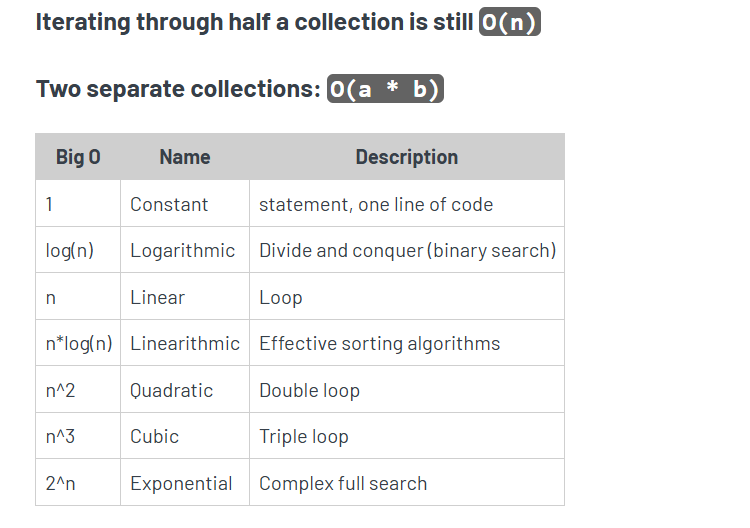 Iterating through half a collection is still O(n)
Two separate collections: O(a * b)
Big O Name Description
1 Constant statement, one line of code
log(n) Logarithmic Divide and conquer (binary search)
n Linear Loop
n*log(n) Linearithmic Effective sorting algorithms
n^2 Quadratic Double loop
n^3 Cubic Triple loop
2^n Exponential Complex full search